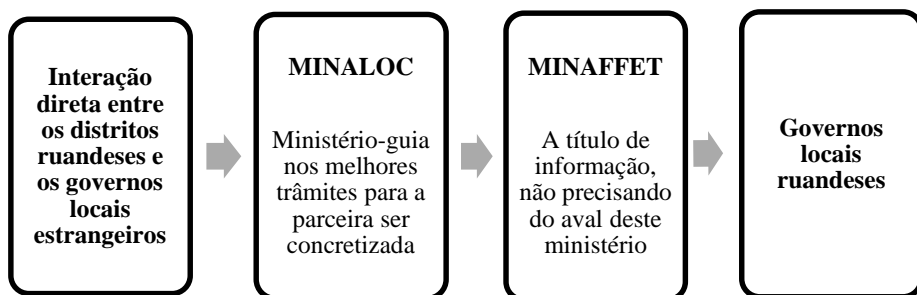 Interação
direta entre
os distritos
ruandeses e
os governos
locais
estrangeiros
MINALOC
Ministério-guia
nos melhores
trâmites para a
parceira ser
concretizada
MINAFFET
A título de
informação,
não precisando
do aval deste
ministério
Governos
locais
ruandeses